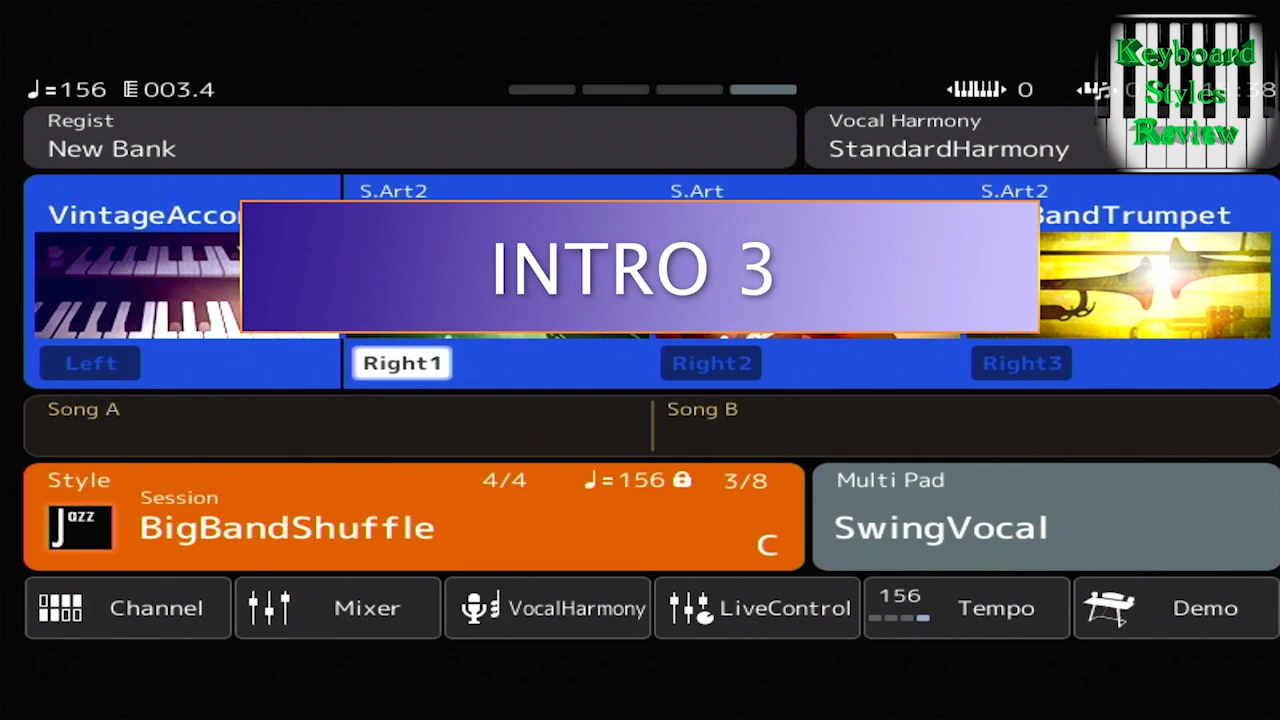 ♩=156 003.4
0
Keyboard
Styles
Review
Regist
New Bank
Vocal Harmony
StandardHarmony
S.Art2
S.Art
S.Art2
BandTrumpet
INTRO 3
Left
Right1
Right2
Right3
Song A
Song B
Style
4/4 ♩=156 3/8
Session
Jazz
BigBandShuffle
C
Multi Pad
SwingVocal
Channel
Mixer
VocalHarmony
LiveControl
156
Tempo
Demo